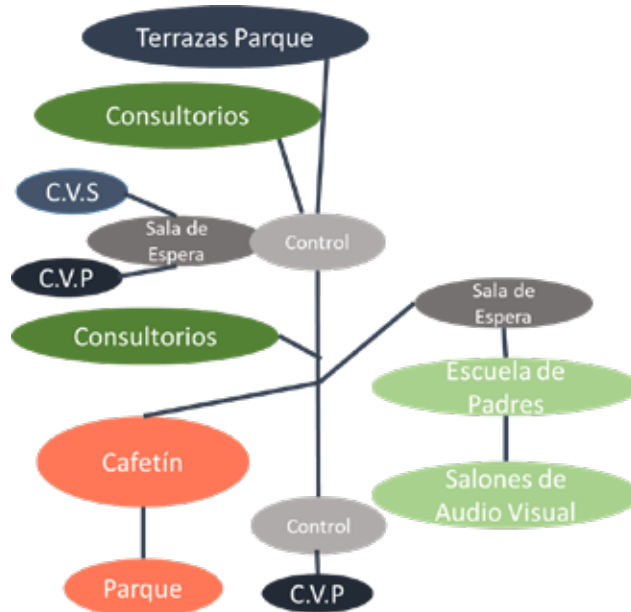 Terrazas Parque
Consultorios
C.V.S
Sala de
Espera
Control
C.V.P
Sala de
Espera
Consultorios
Escuela de
Padres
Cafetín
Salones de
Audio Visual
Control
Parque
C.V.P